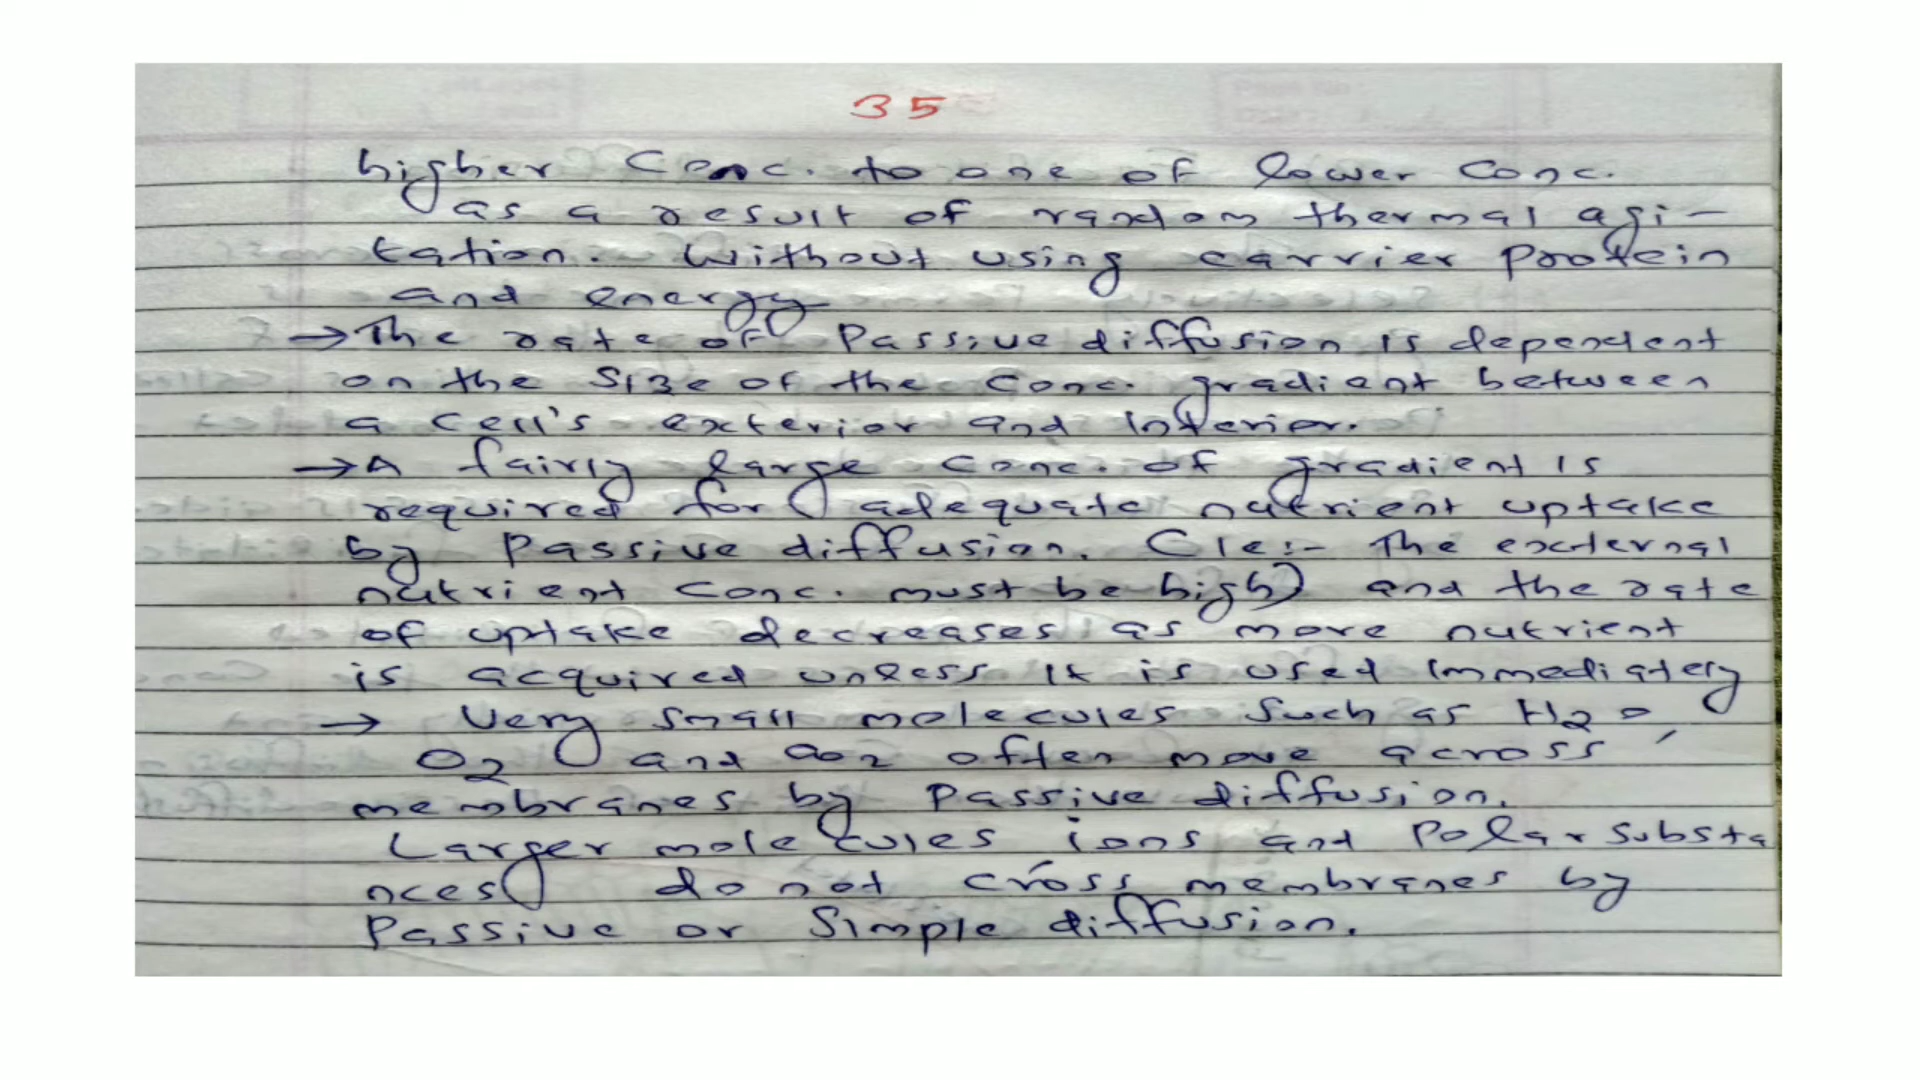 35
higher Conc. to one of lower Conc.
as a result of random thermal agi-
tation. Without using carrier Protein
and energy
→ The rate of Passive diffusion is dependent
on the Size of the Conc. gradient between
a Cell's exterior and Interior.
→ A fairly large Conc. of gradient is
required for adequate nutrient uptake
by Passive diffusion. (Ie:- The external
nutrient Conc. must be high) and the rate
of uptake decreases as more nutrient
is acquired unless It is used Immediately
→ Very small molecules Such as H2O,
O2 and Co2 often move across
membranes by Passive diffusion.
Larger molecules ions and Polar Substa
nces do not cross membranes by
Passive or Simple diffusion.